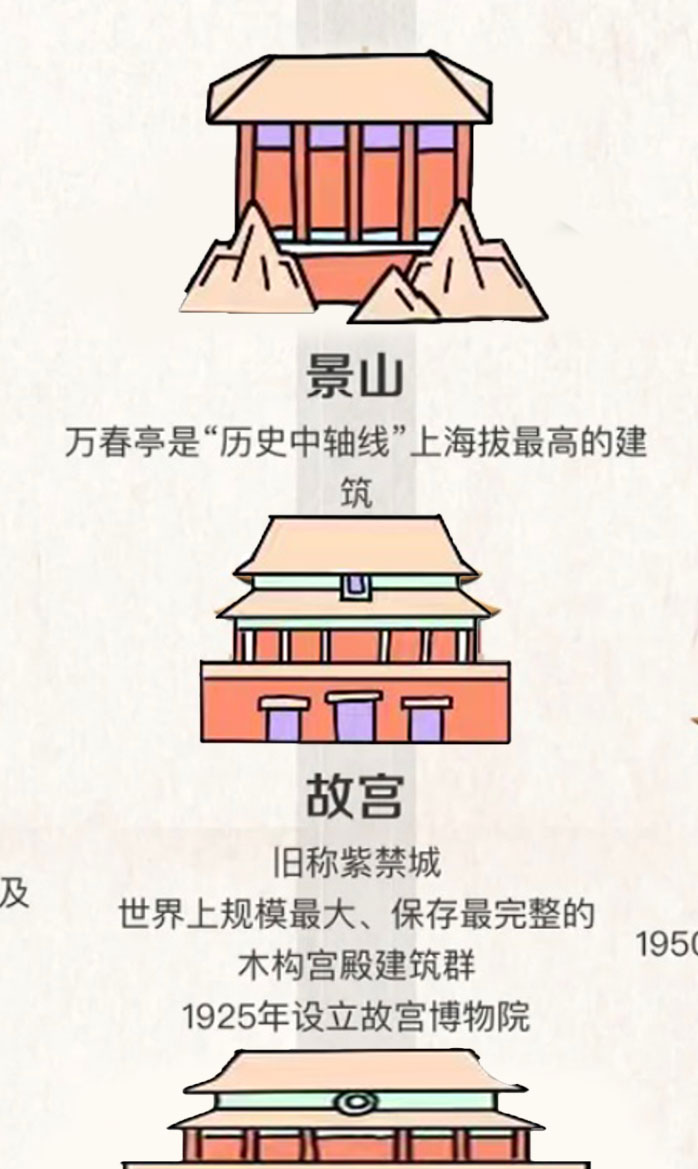 景山
万春亭是“历史中轴线”上海拔最高的建
筑
故宫
旧称紫禁城
及
世界上规模最大、保存最完整的
1950
木构宫殿建筑群
1925年设立故宫博物院